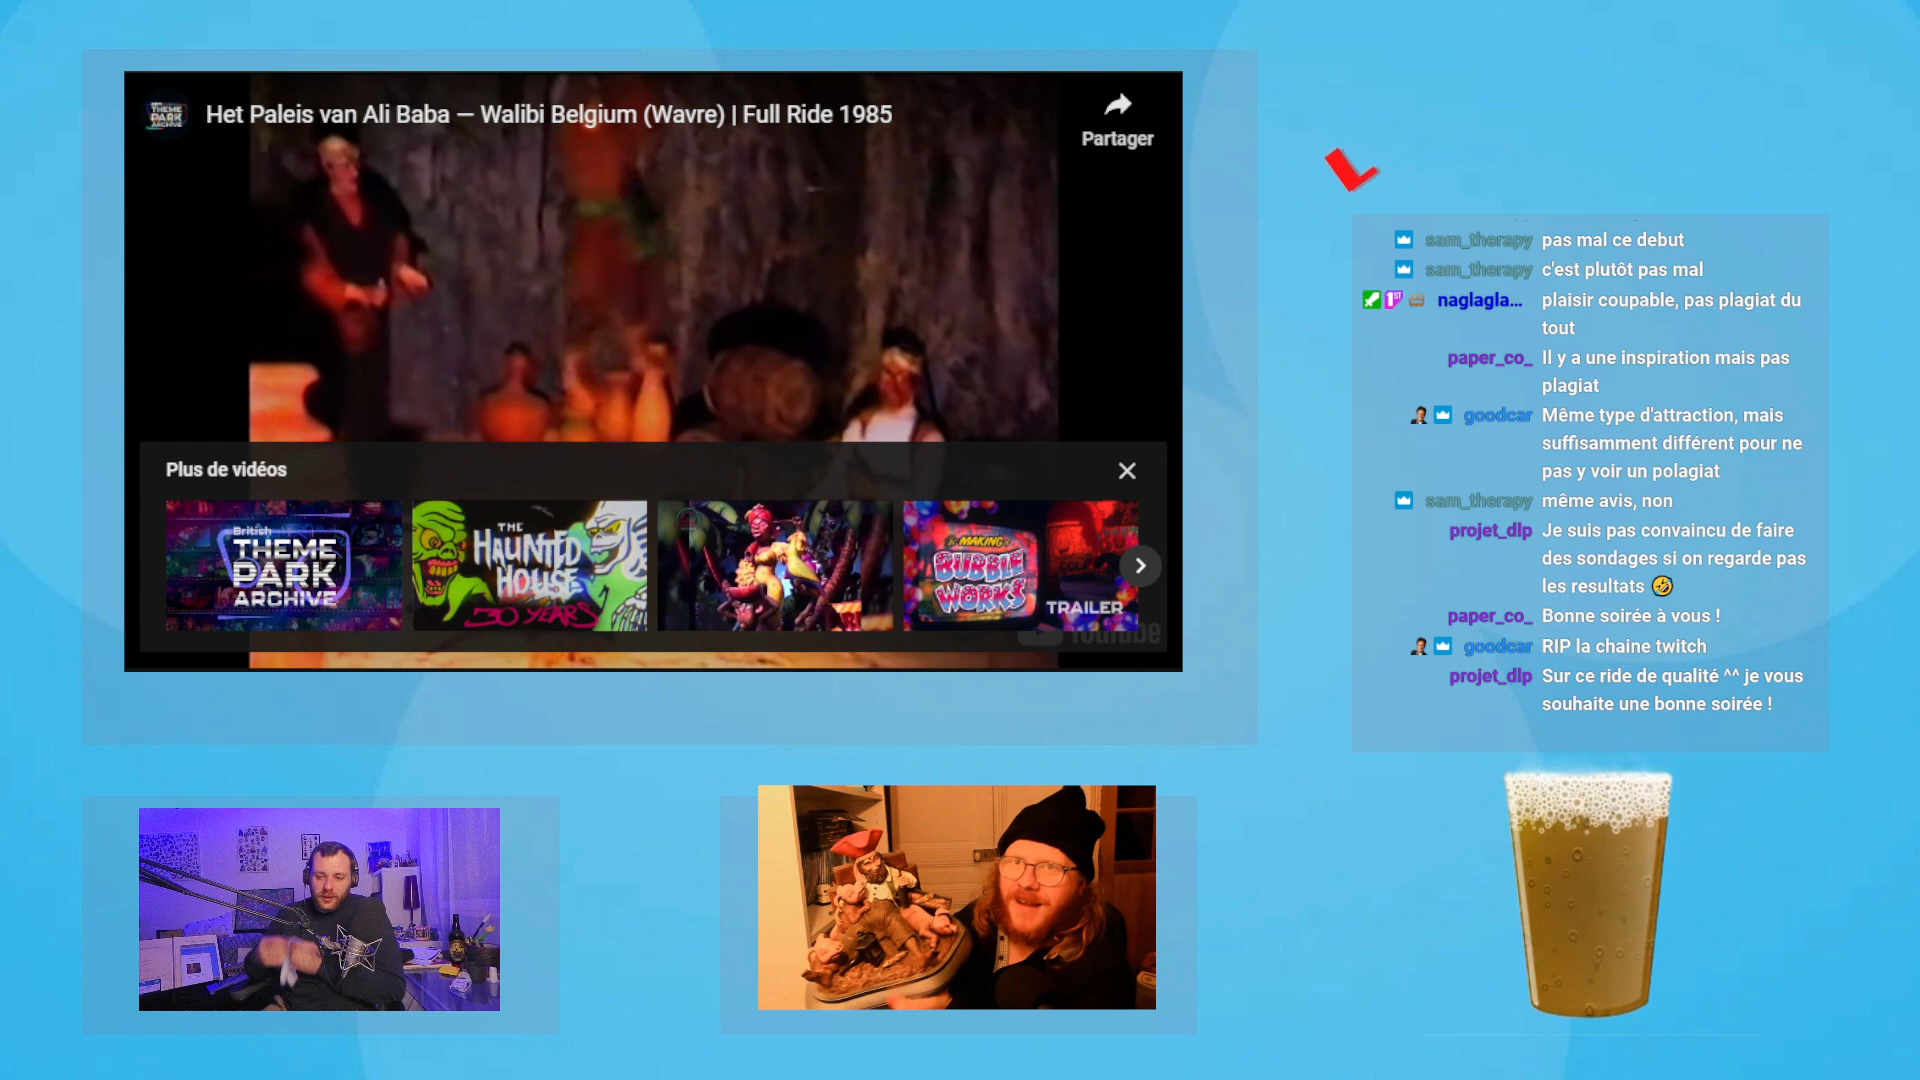 THEME
PARK
ARCHIVE
Het Paleis van Ali Baba — Walibi Belgium (Wavre) | Full Ride 1985
Partager
Plus de vidéos
British
THEME
PARK
ARCHIVE
THE
HAUNTED
HOUSE
30 YEARS
MAKING
BUBBLE
WORKS
TRAILER
YouTube
sam_therapy pas mal ce debut
sam_therapy c'est plutôt pas mal
1ST naglagla... plaisir coupable, pas plagiat du
tout
paper_co_ Il y a une inspiration mais pas
plagiat
goodcar Même type d'attraction, mais
suffisamment différent pour ne
pas y voir un polagiat
sam_therapy même avis, non
projet_dlp Je suis pas convaincu de faire
des sondages si on regarde pas
les resultats 🤣
paper_co_ Bonne soirée à vous !
goodcar RIP la chaine twitch
projet_dlp Sur ce ride de qualité ^^ je vous
souhaite une bonne soirée !